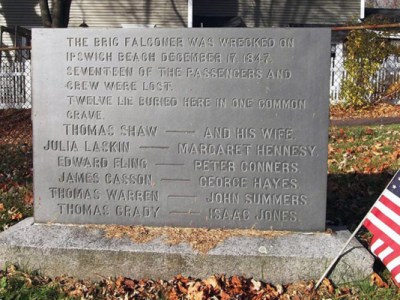 THE BRIG FALCONER WAS WRECKED ON
IPSWICH BEACH DECEMBER 17, 1847.
SEVENTEEN OF THE PASSENGERS AND
CREW WERE LOST.
TWELVE LIE BURIED HERE IN ONE COMMON
GRAVE.
THOMAS SHAW — AND HIS WIFE.
JULIA LASKIN — MARGARET HENNESY.
EDWARD ELING — PETER CONNERS.
JAMES CASSON — GEORGE HAYES.
THOMAS WARREN — JOHN SUMMERS.
THOMAS GRADY — ISAAC JONES.